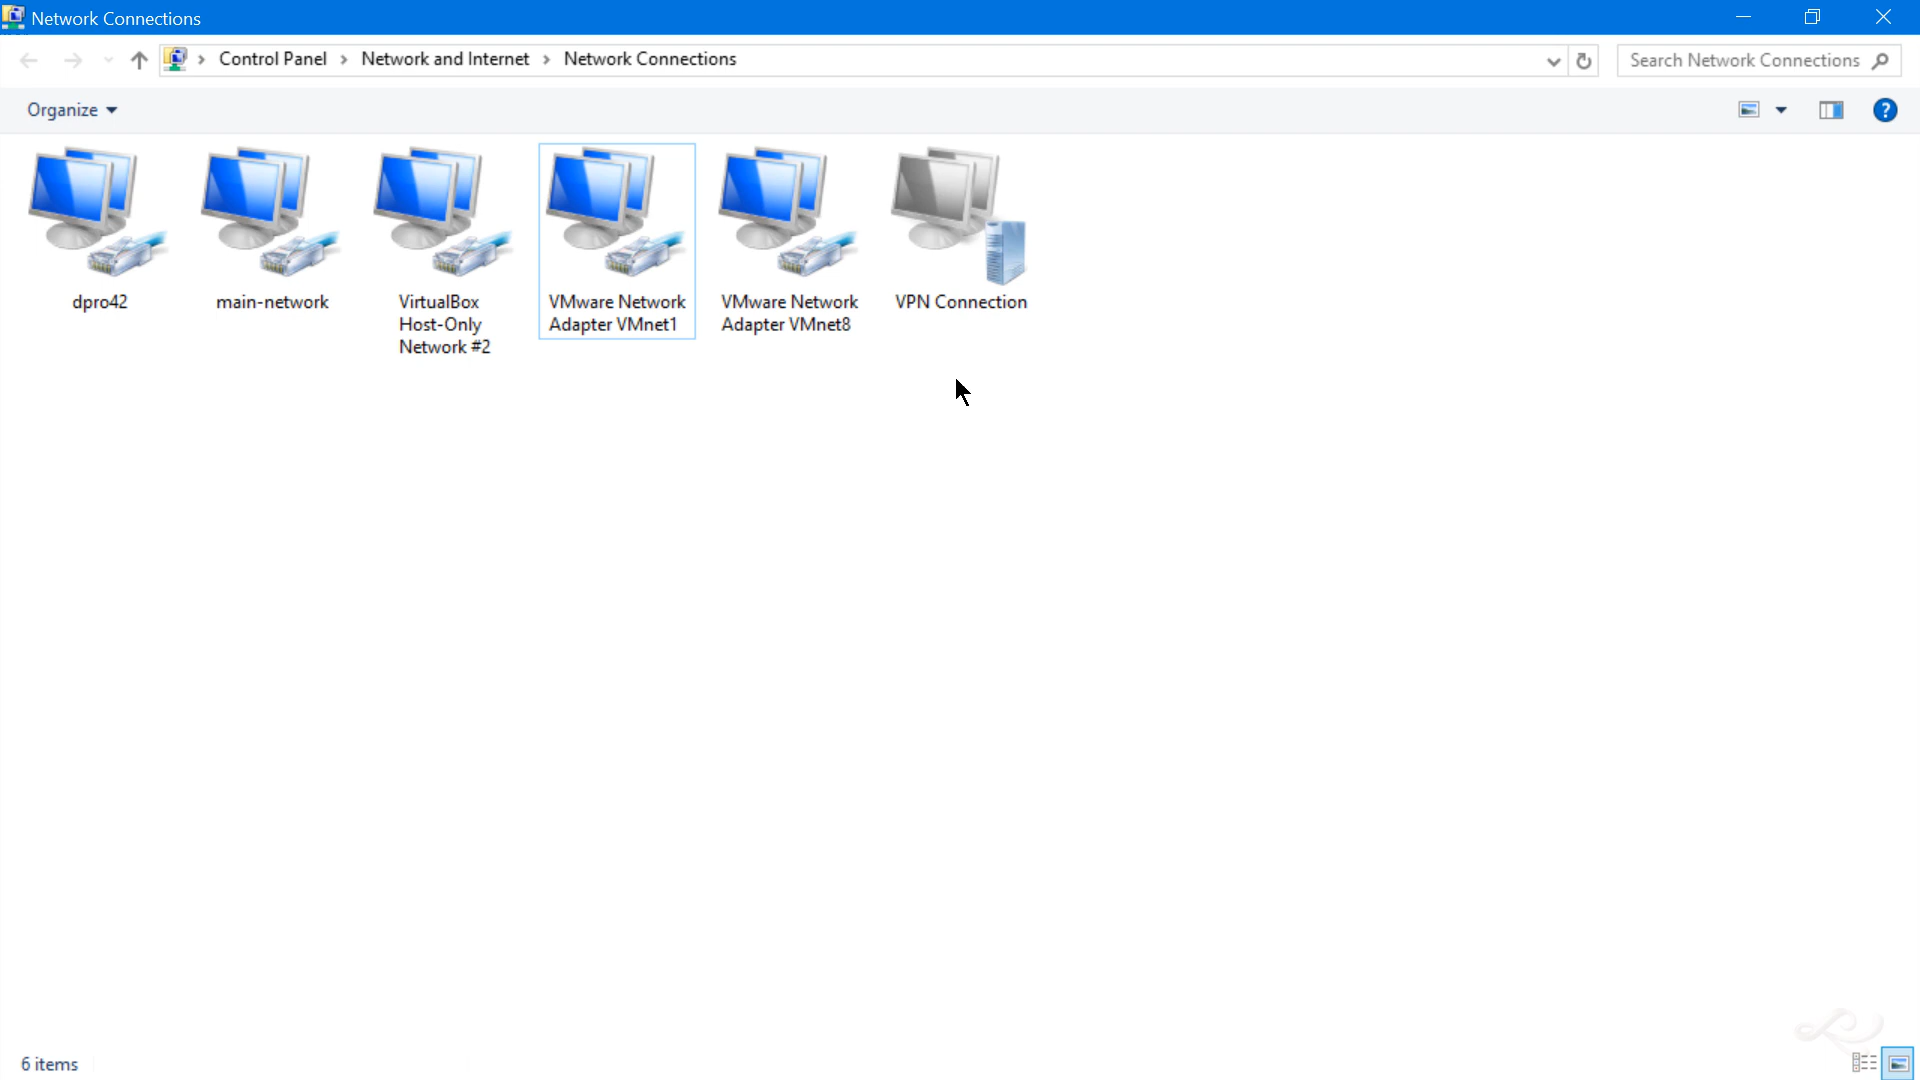 Network Connections
Control Panel > Network and Internet > Network Connections
Search Network Connections
Organize
?
dpro42
main-network
VirtualBox
Host-Only
Network #2
VMware Network
Adapter VMnet1
VMware Network
Adapter VMnet8
VPN Connection
6 items